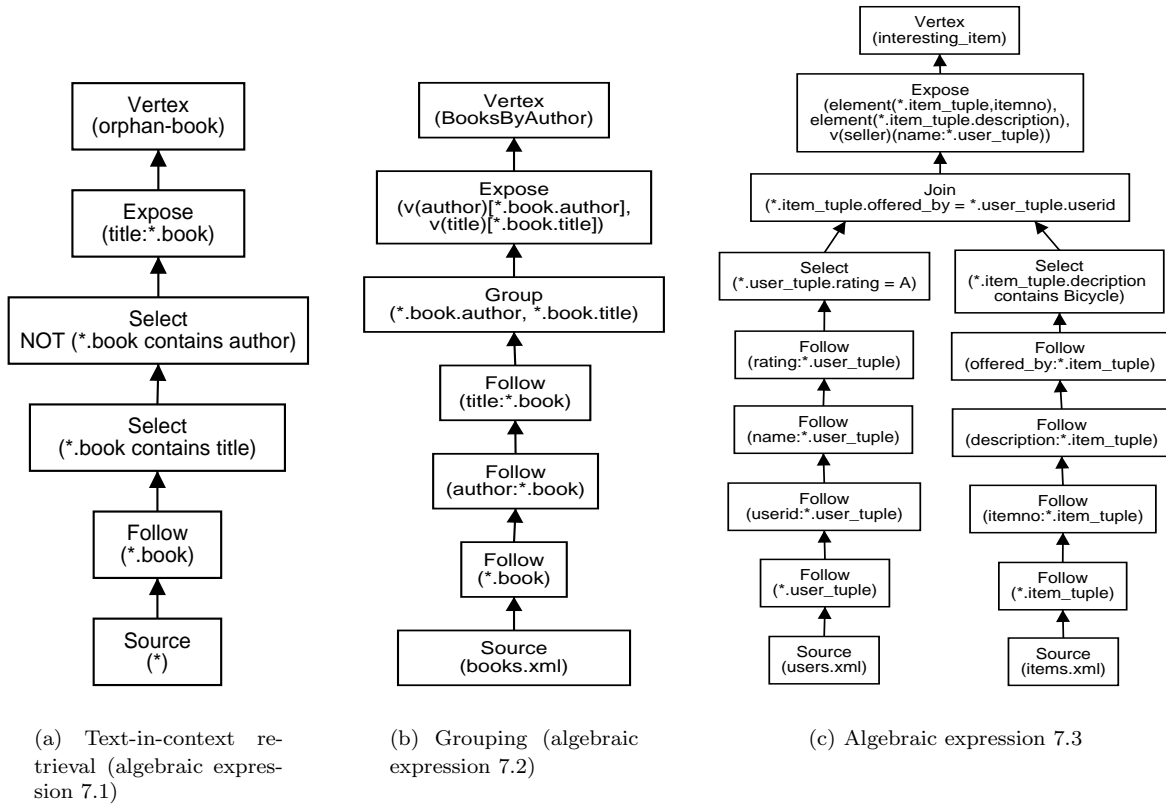 Vertex
(orphan-book)
Expose
(title:*.book)
Select
NOT (*.book contains author)
Select
(*.book contains title)
Follow
(*.book)
Source
(*)
(a) Text-in-context re-
trieval (algebraic expres-
sion 7.1)
Vertex
(BooksByAuthor)
Expose
(v(author)[*.book.author],
v(title)[*.book.title])
Group
(*.book.author, *.book.title)
Follow
(title:*.book)
Follow
(author:*.book)
Follow
(*.book)
Source
(books.xml)
(b) Grouping (algebraic
expression 7.2)
Vertex
(interesting_item)
Expose
(element(*.item_tuple,itemno),
element(*.item_tuple.description),
v(seller)(name:*.user_tuple))
Join
(*.item_tuple.offered_by = *.user_tuple.userid
Select
(*.user_tuple.rating = A)
Follow
(rating:*.user_tuple)
Follow
(name:*.user_tuple)
Follow
(userid:*.user_tuple)
Follow
(*.user_tuple)
Source
(users.xml)
Select
(*.item_tuple.decription
contains Bicycle)
Follow
(offered_by:*.item_tuple)
Follow
(description:*.item_tuple)
Follow
(itemno:*.item_tuple)
Follow
(*.item_tuple)
Source
(items.xml)
(c) Algebraic expression 7.3